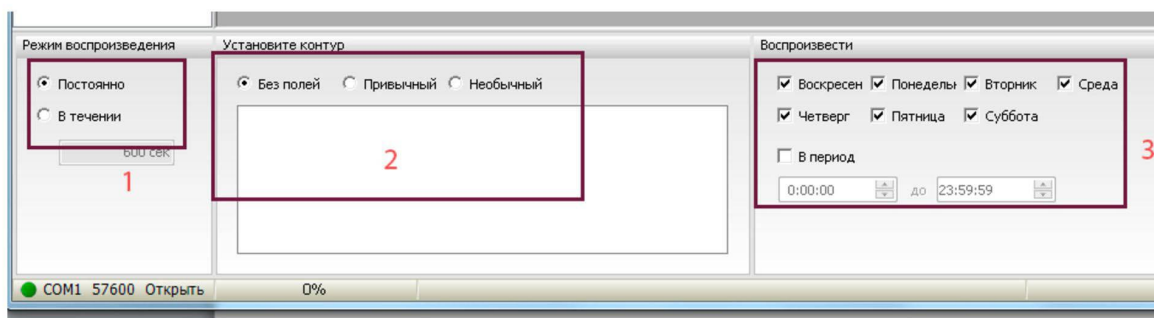 Режим воспроизведения
Установите контур
Воспроизвести
Постоянно
В течении
600 сек
1
Без полей Привычный Необычный
2
Воскресен Понедельн Вторник Среда
Четверг Пятница Суббота
В период
0:00:00 до 23:59:59
3
COM1 57600 Открыть 0%